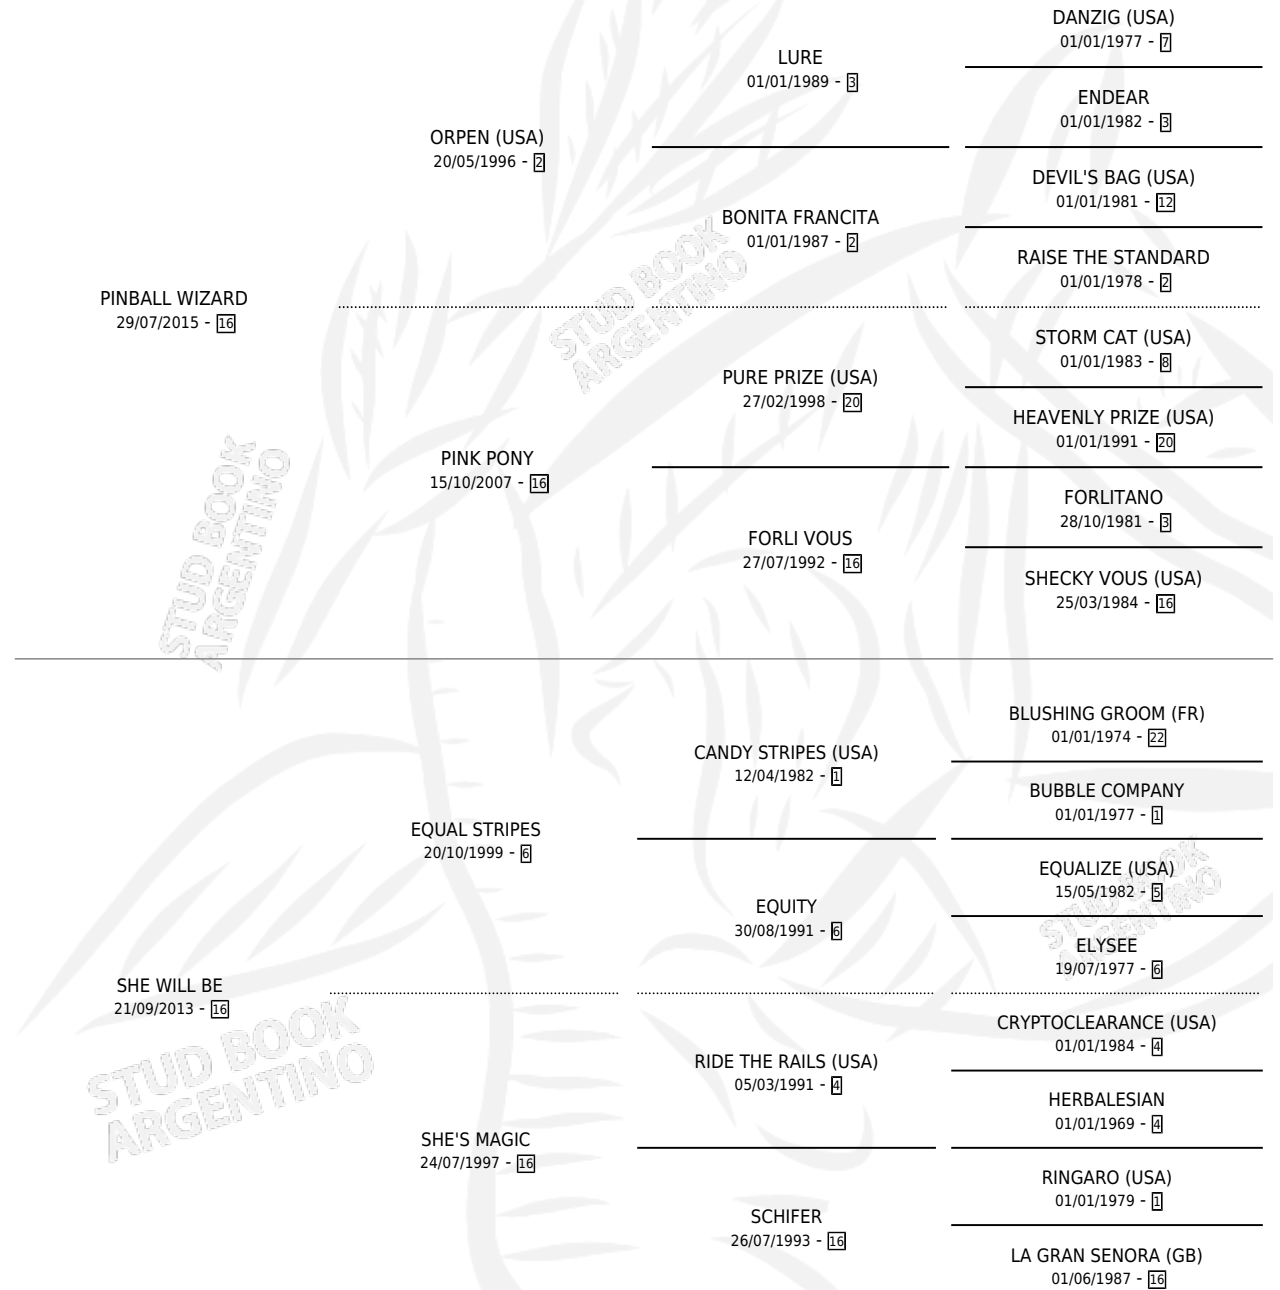 DANZIG (USA)
01/01/1977 - 7
LURE
01/01/1989 - 3
ENDEAR
01/01/1982 - 3
ORPEN (USA)
20/05/1996 - 2
DEVIL'S BAG (USA)
01/01/1981 - 12
BONITA FRANCITA
01/01/1987 - 2
RAISE THE STANDARD
01/01/1978 - 2
PINBALL WIZARD
29/07/2015 - 16
STUD BOOK
ARGENTINO
STORM CAT (USA)
01/01/1983 - 8
PURE PRIZE (USA)
27/02/1998 - 20
HEAVENLY PRIZE (USA)
01/01/1991 - 20
PINK PONY
15/10/2007 - 16
FORLITANO
28/10/1981 - 3
FORLI VOUS
27/07/1992 - 16
SHECKY VOUS (USA)
25/03/1984 - 16
STUD BOOK
ARGENTINO
BLUSHING GROOM (FR)
01/01/1974 - 22
CANDY STRIPES (USA)
12/04/1982 - 1
BUBBLE COMPANY
01/01/1977 - 1
EQUAL STRIPES
20/10/1999 - 6
EQUALIZE (USA)
15/05/1982 - 5
EQUITY
30/08/1991 - 6
ELYSEE
19/07/1977 - 6
STUD BOOK
ARGENTINO
SHE WILL BE
21/09/2013 - 16
STUD BOOK
ARGENTINO
CRYPTOCLEARANCE (USA)
01/01/1984 - 4
RIDE THE RAILS (USA)
05/03/1991 - 4
HERBALESIAN
01/01/1969 - 4
SHE'S MAGIC
24/07/1997 - 16
RINGARO (USA)
01/01/1979 - 1
SCHIFER
26/07/1993 - 16
LA GRAN SENORA (GB)
01/06/1987 - 16